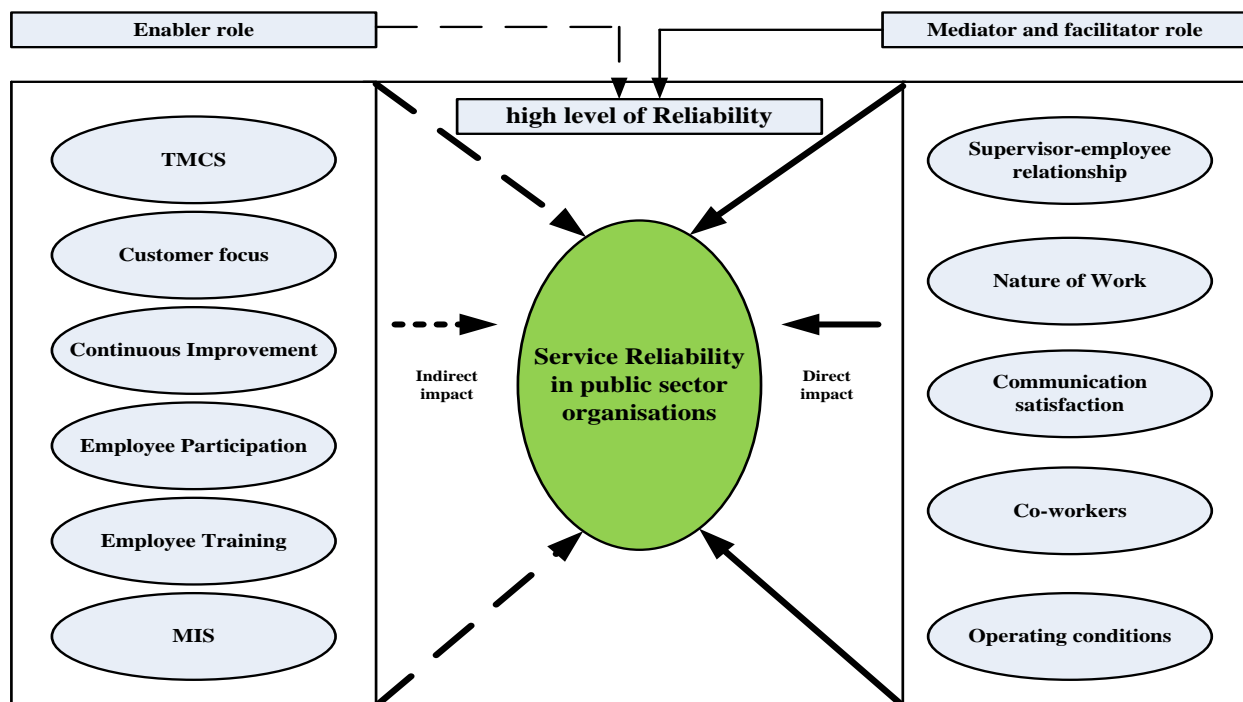 Enabler role
Mediator and facilitator role
high level of Reliability
TMCS
Customer focus
Continuous Improvement
Employee Participation
Employee Training
MIS
Indirect
impact
Service Reliability
in public sector
organisations
Direct
impact
Supervisor-employee
relationship
Nature of Work
Communication
satisfaction
Co-workers
Operating conditions